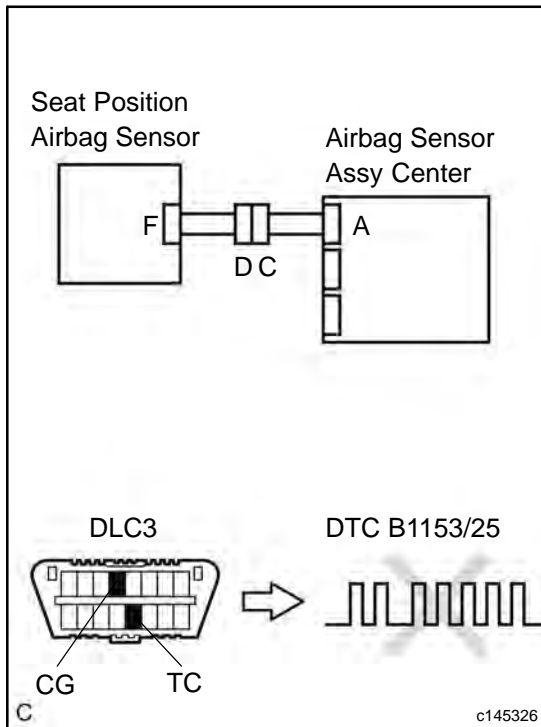 Seat Position
Airbag Sensor
Airbag Sensor
Assy Center
F
D C
A
DLC3
DTC B1153/25
CG
TC
C
c145326